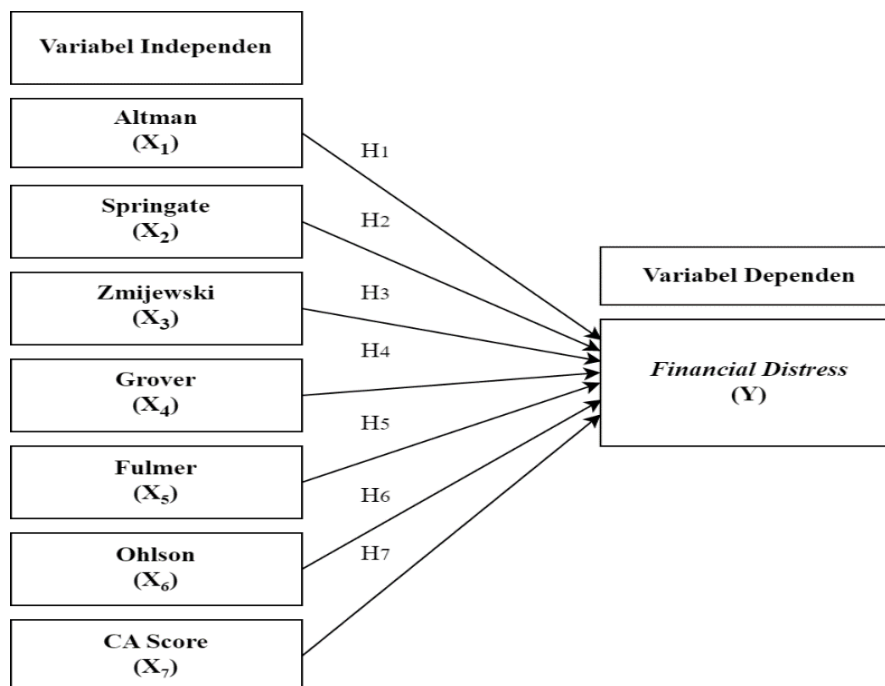 Variabel Independen
Altman
(X₁)
Springate
(X₂)
Zmijewski
(X₃)
Grover
(X₄)
Fulmer
(X₅)
Ohlson
(X₆)
CA Score
(X₇)
H1
H2
H3
H4
H5
H6
H7
Variabel Dependen
Financial Distress
(Y)